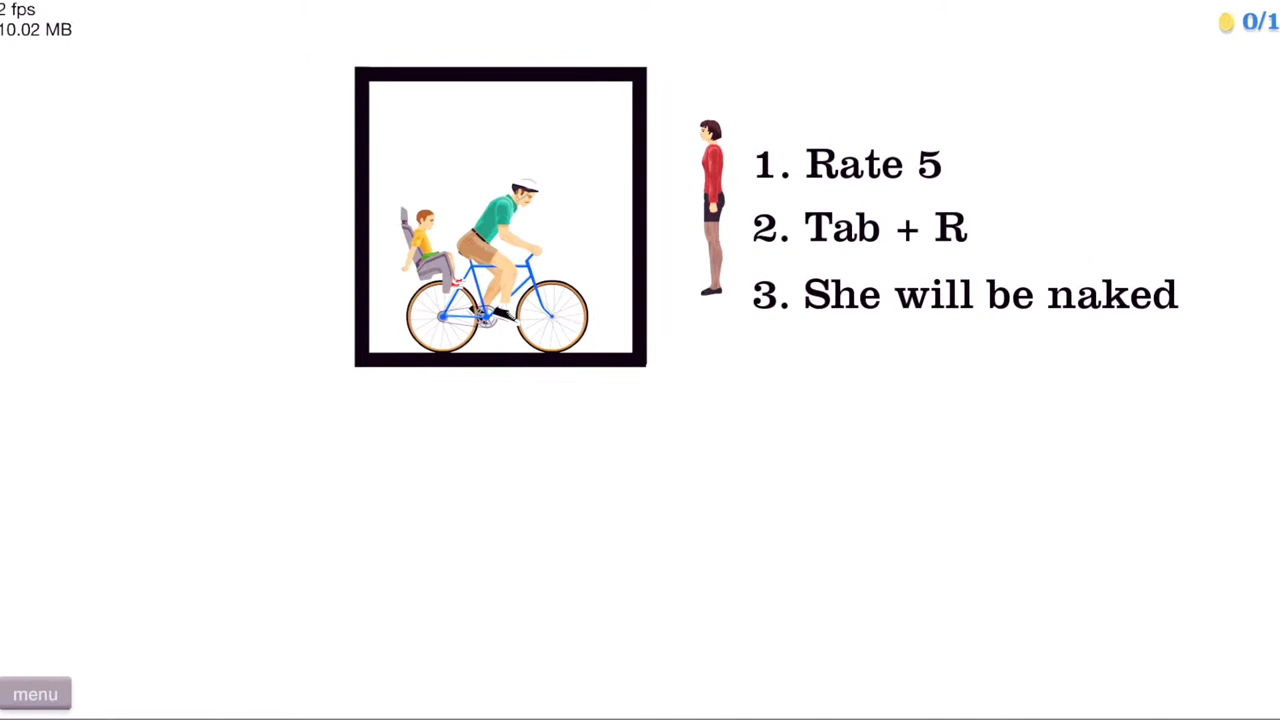 2 fps
10.02 MB
0/1
1. Rate 5
2. Tab + R
3. She will be naked
menu